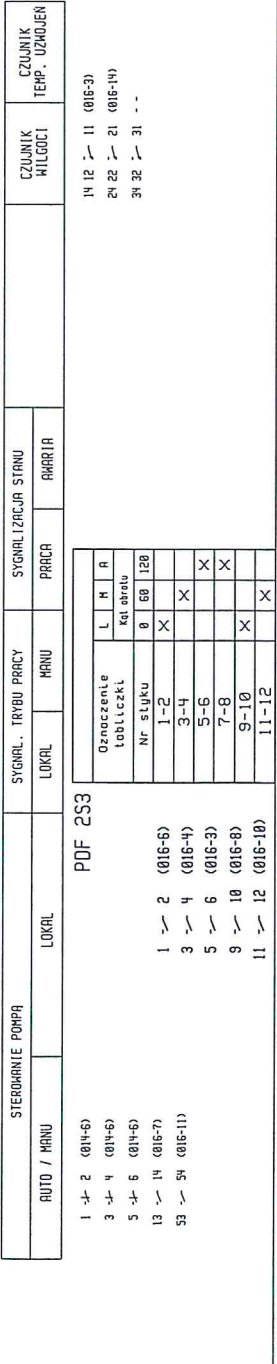 STEROWANIE POMPĄ
SYGNAL. TRYBU PRACY
SYGNALIZACJA STANU
CZUJNIK WILGOCI
CZUJNIK TEMP. UZWOJEŃ
AUTO / MANU
LOKAL
LOKAL
MANU
PRACA
AWARIA
1 2 (014-6)
3 4 (014-6)
5 6 (014-6)
13 14 (016-7)
53 54 (016-11)
1 2 (016-6)
3 4 (016-4)
5 6 (016-3)
9 10 (016-8)
11 12 (016-10)
PDF 2S3
Oznaczenie tabliczki L M A
Kąt obrotu
Nr styku 0 60 120
1-2 X
3-4 X
5-6 X
7-8 X
9-10 X
11-12 X
14 12 11 (016-3)
24 22 21 (016-14)
34 32 31 - -